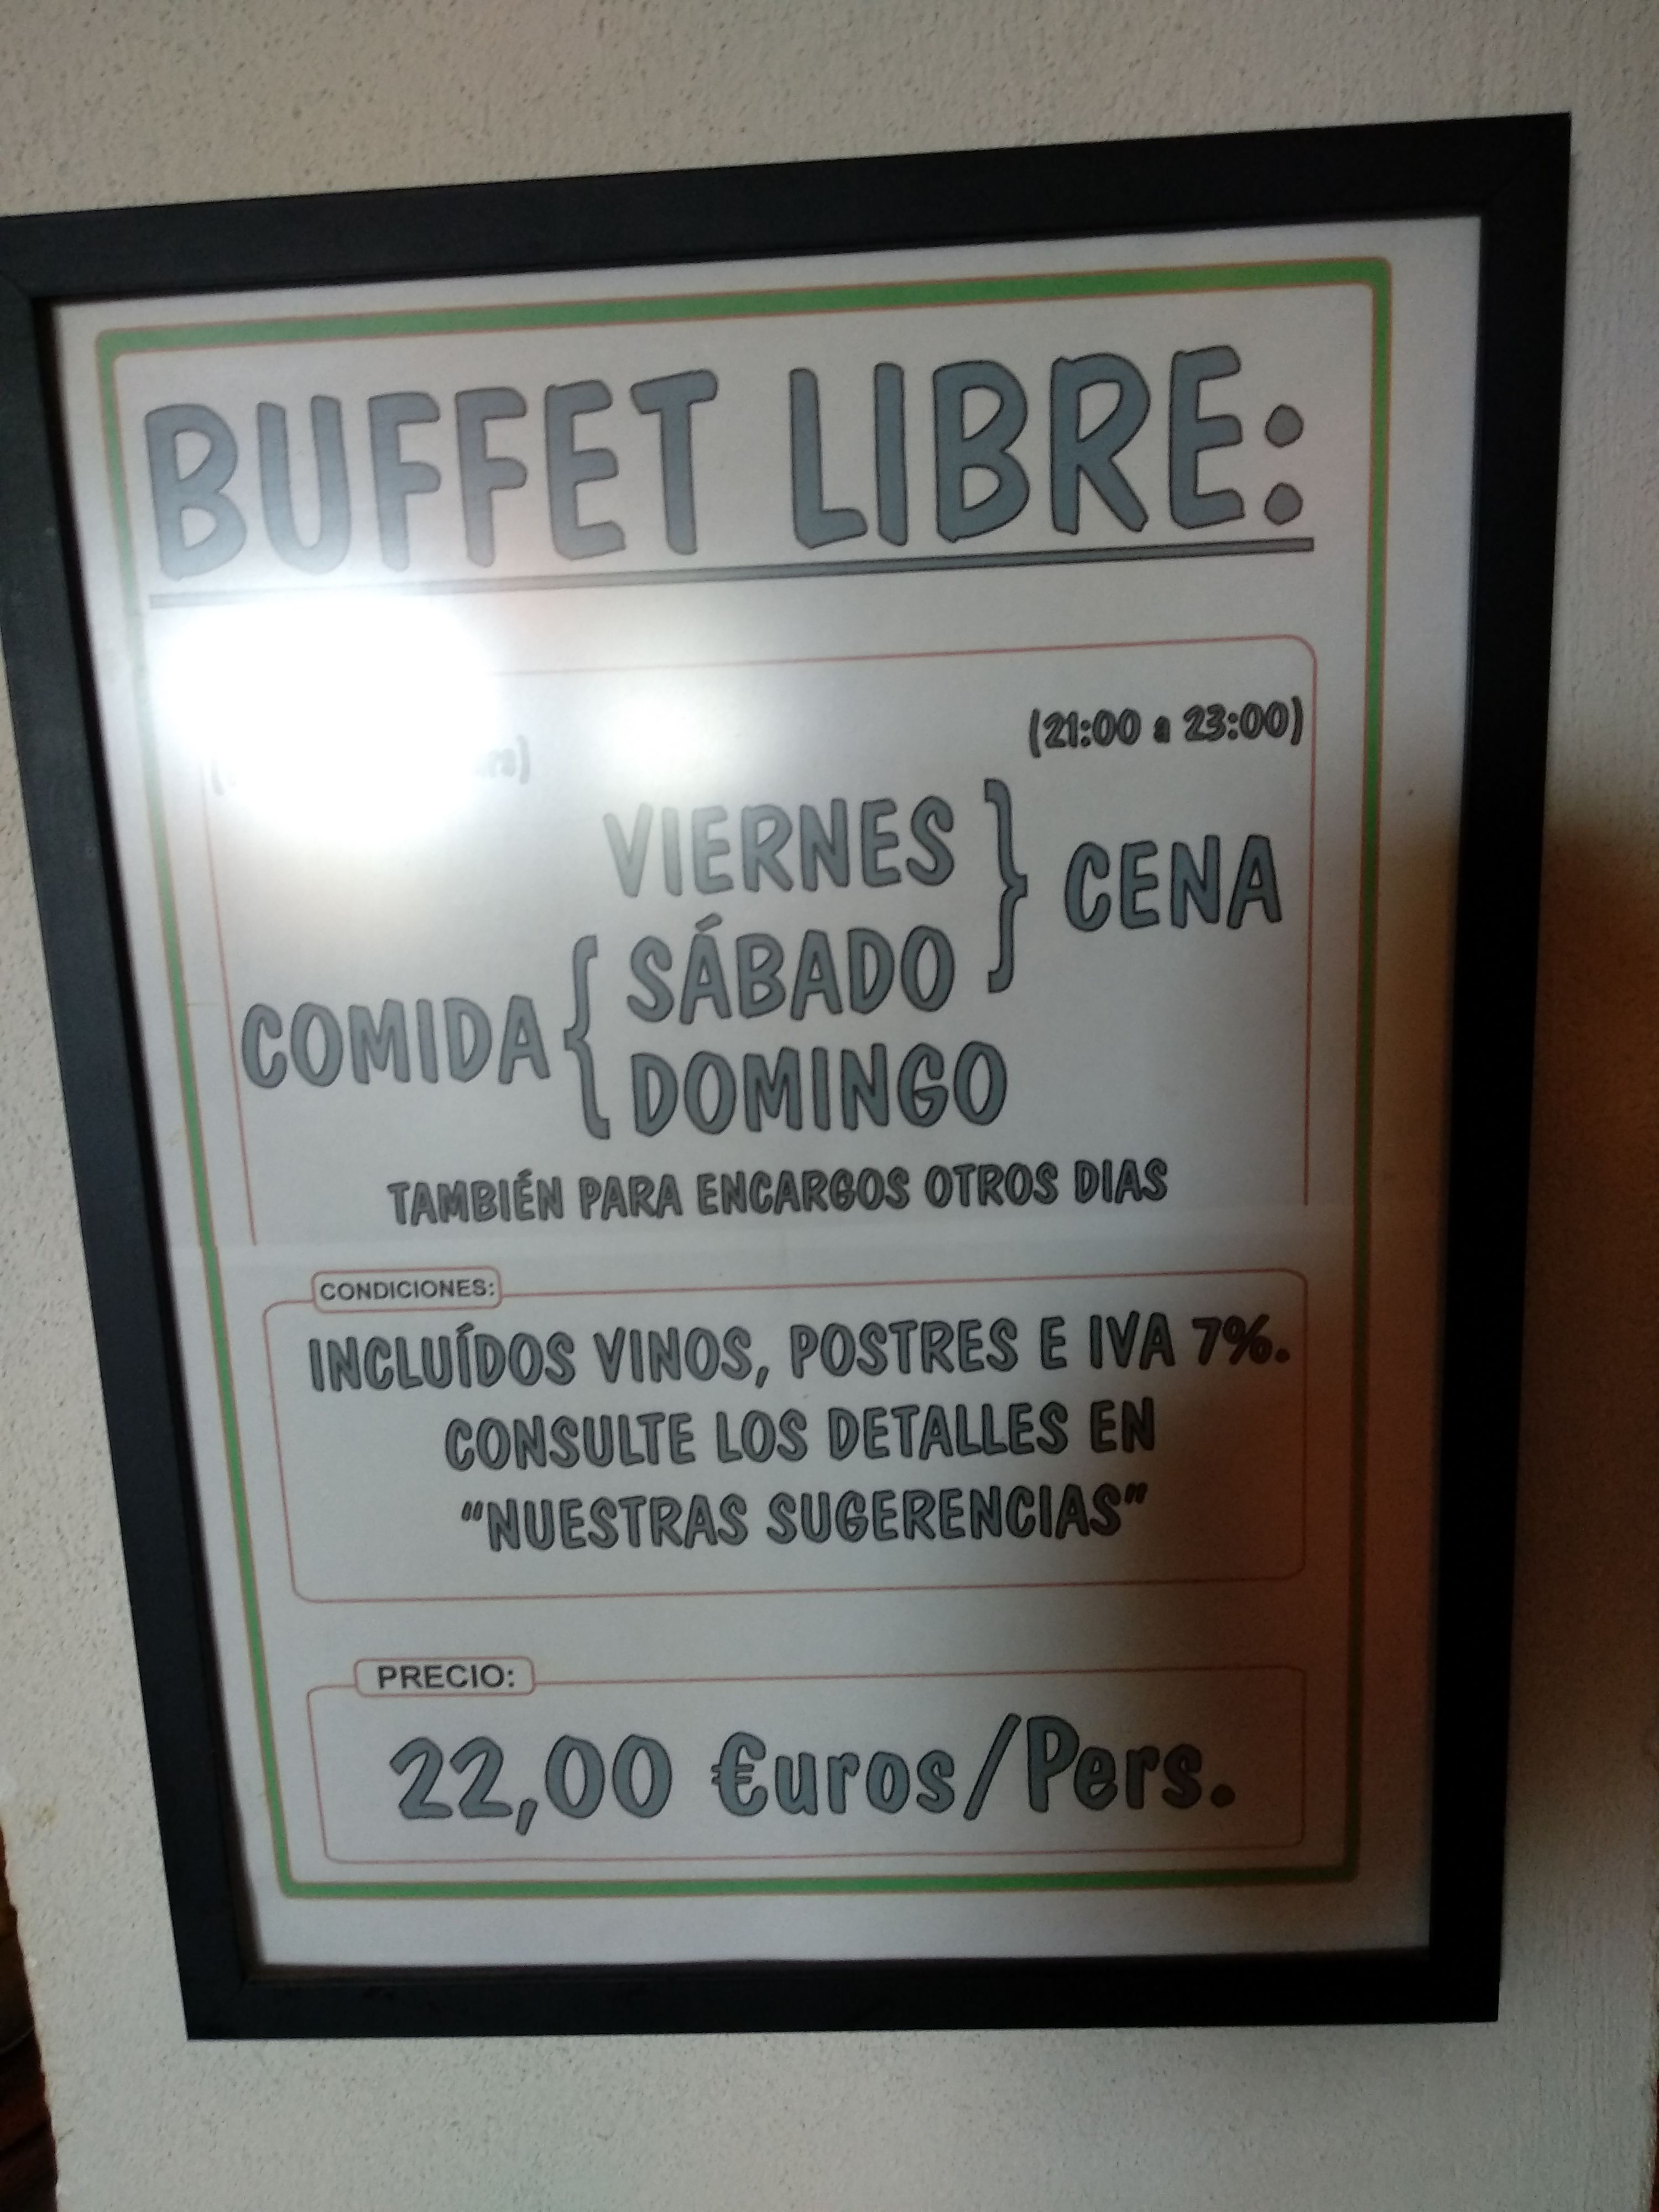 BUFFET LIBRE:
(21:00 a 23:00)
VIERNES
CENA
SÁBADO
COMIDA
DOMINGO
TAMBIÉN PARA ENCARGOS OTROS DIAS
CONDICIONES:
INCLUÍDOS VINOS, POSTRES E IVA 7%.
CONSULTE LOS DETALLES EN
“NUESTRAS SUGERENCIAS”
PRECIO:
22,00 €uros/Pers.